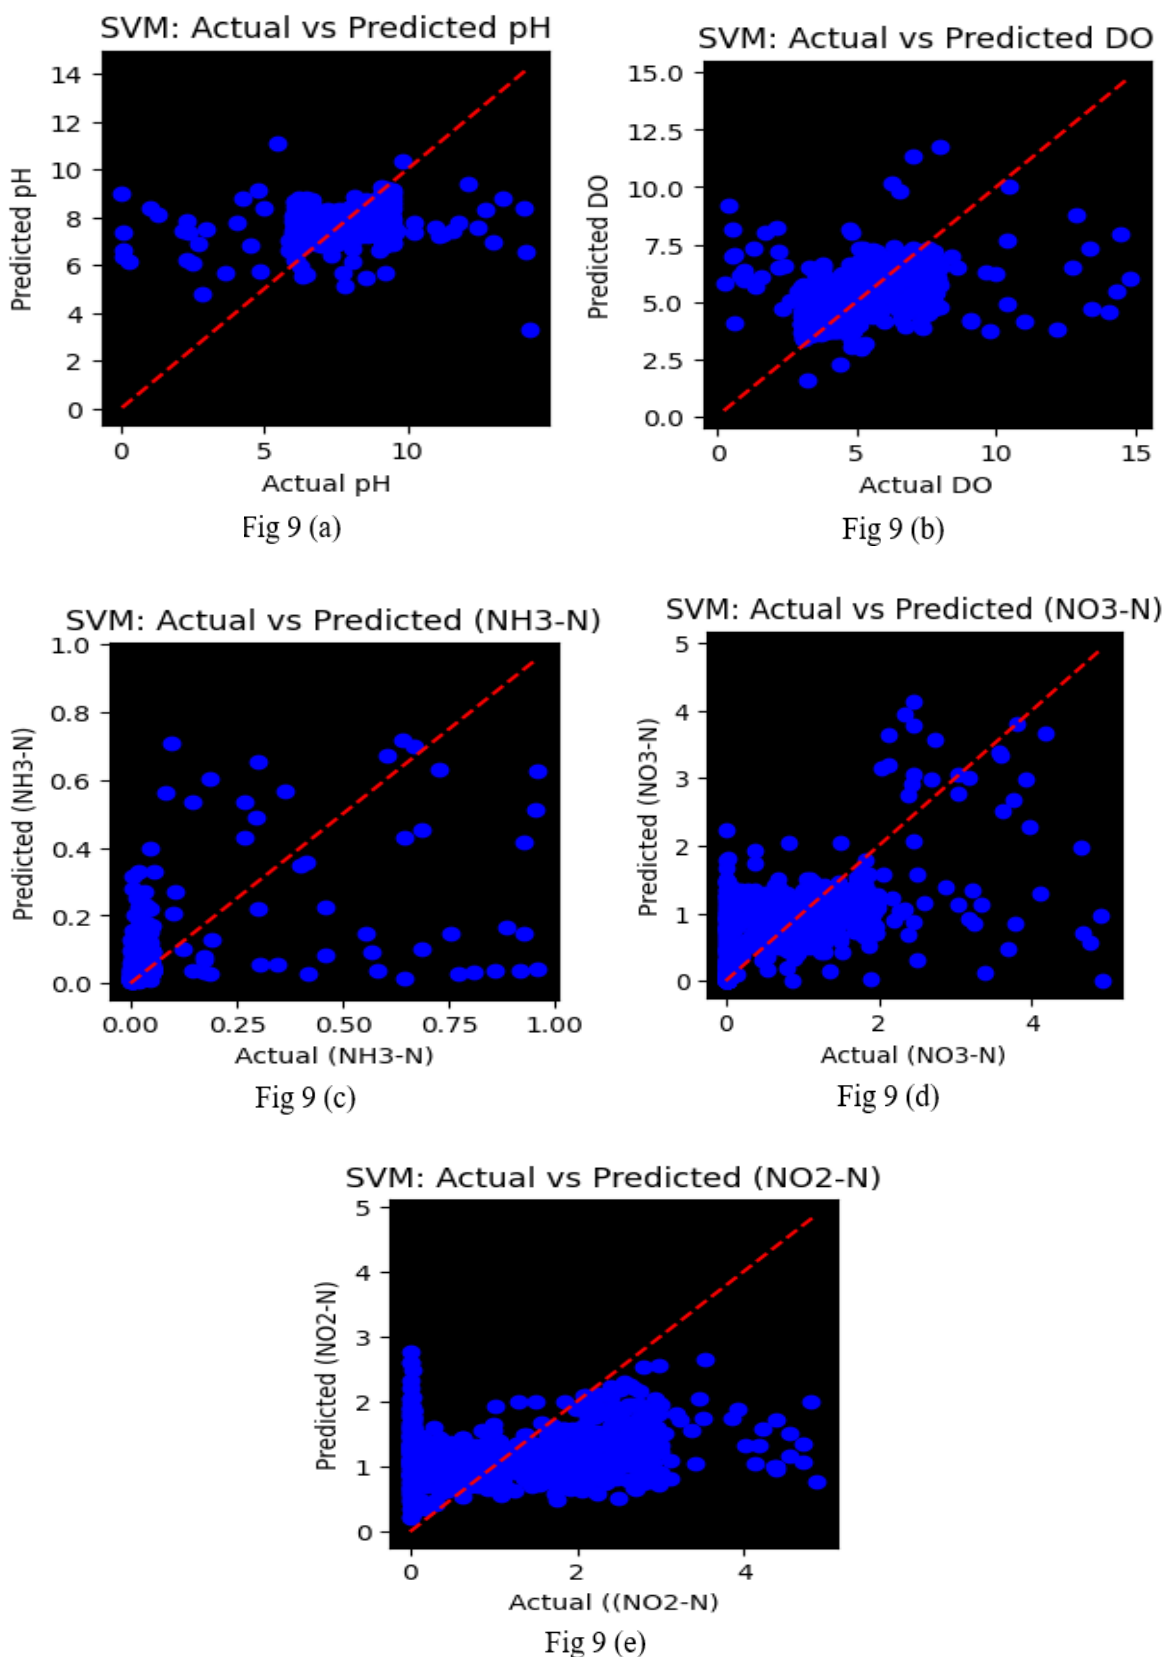 SVM: Actual vs Predicted pH
14
12
10
8
6
4
2
0
Predicted pH
0 5 10
Actual pH
Fig 9 (a)
SVM: Actual vs Predicted DO
15.0
12.5
10.0
7.5
5.0
2.5
0.0
Predicted DO
0 5 10 15
Actual DO
Fig 9 (b)
SVM: Actual vs Predicted (NH3-N)
1.0
0.8
0.6
0.4
0.2
0.0
Predicted (NH3-N)
0.00 0.25 0.50 0.75 1.00
Actual (NH3-N)
Fig 9 (c)
SVM: Actual vs Predicted (NO3-N)
5
4
3
2
1
0
Predicted (NO3-N)
0 2 4
Actual (NO3-N)
Fig 9 (d)
SVM: Actual vs Predicted (NO2-N)
5
4
3
2
1
0
Predicted (NO2-N)
0 2 4
Actual ((NO2-N)
Fig 9 (e)